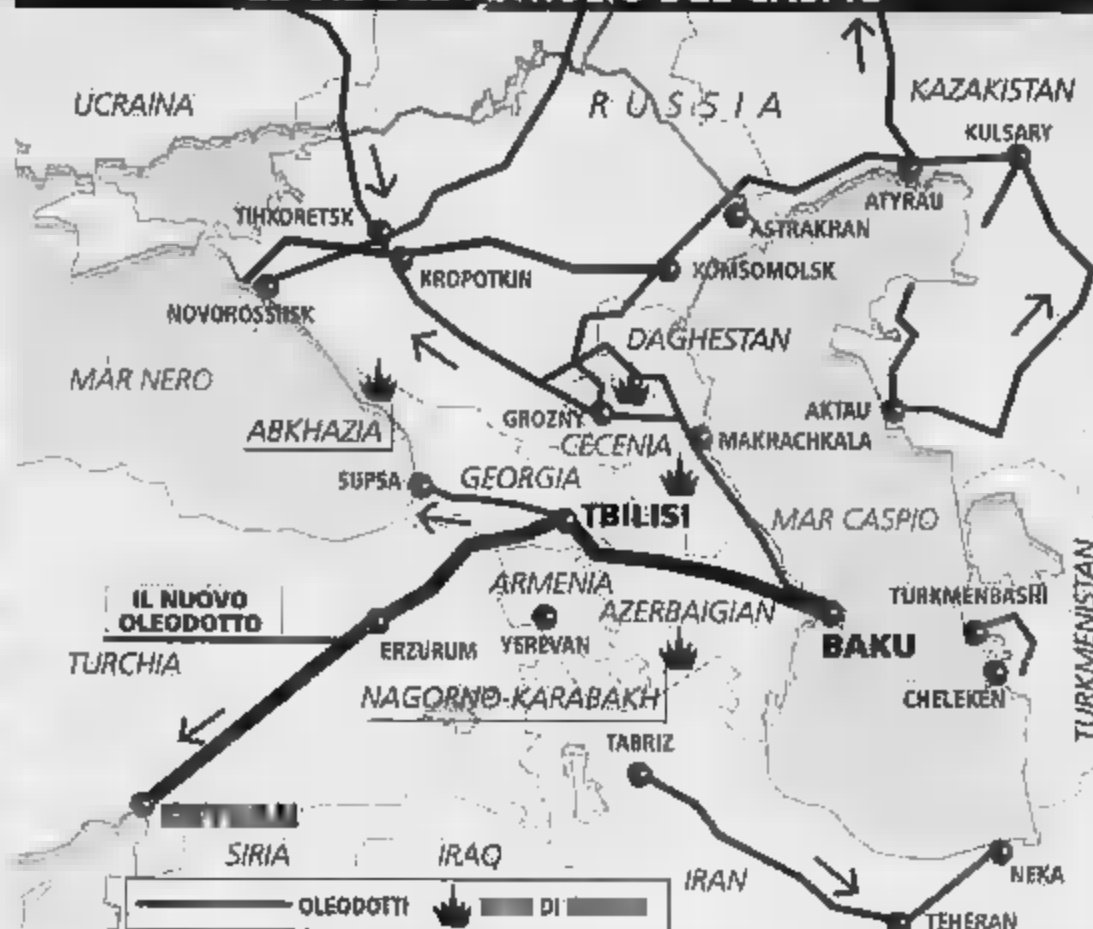 UCRAINA
RUSSIA
KAZAKISTAN
KULSARY
ATYRAU
TIHXORETSK
ASTRAKHAN
KROPOTKIN
KOMSOMOLSK
NOVOROSSIISK
DAGHESTAN
MAR NERO
ABKHAZIA
GROZNY
CECENIA
MAKRACHKALA
AKTAU
SUPSA
GEORGIA
TBILISI
MAR CASPIO
ARMENIA
AZERBAIGIAN
TURKMENBASHI
TURKMENISTAN
IL NUOVO
OLEODOTTO
ERZURUM
YEREVAN
BAKU
TURCHIA
CHELEKEN
NAGORNO-KARABAKH
TABRIZ
SIRIA
IRAQ
IRAN
NEKA
OLEODOTTI
DI
TEHERAN